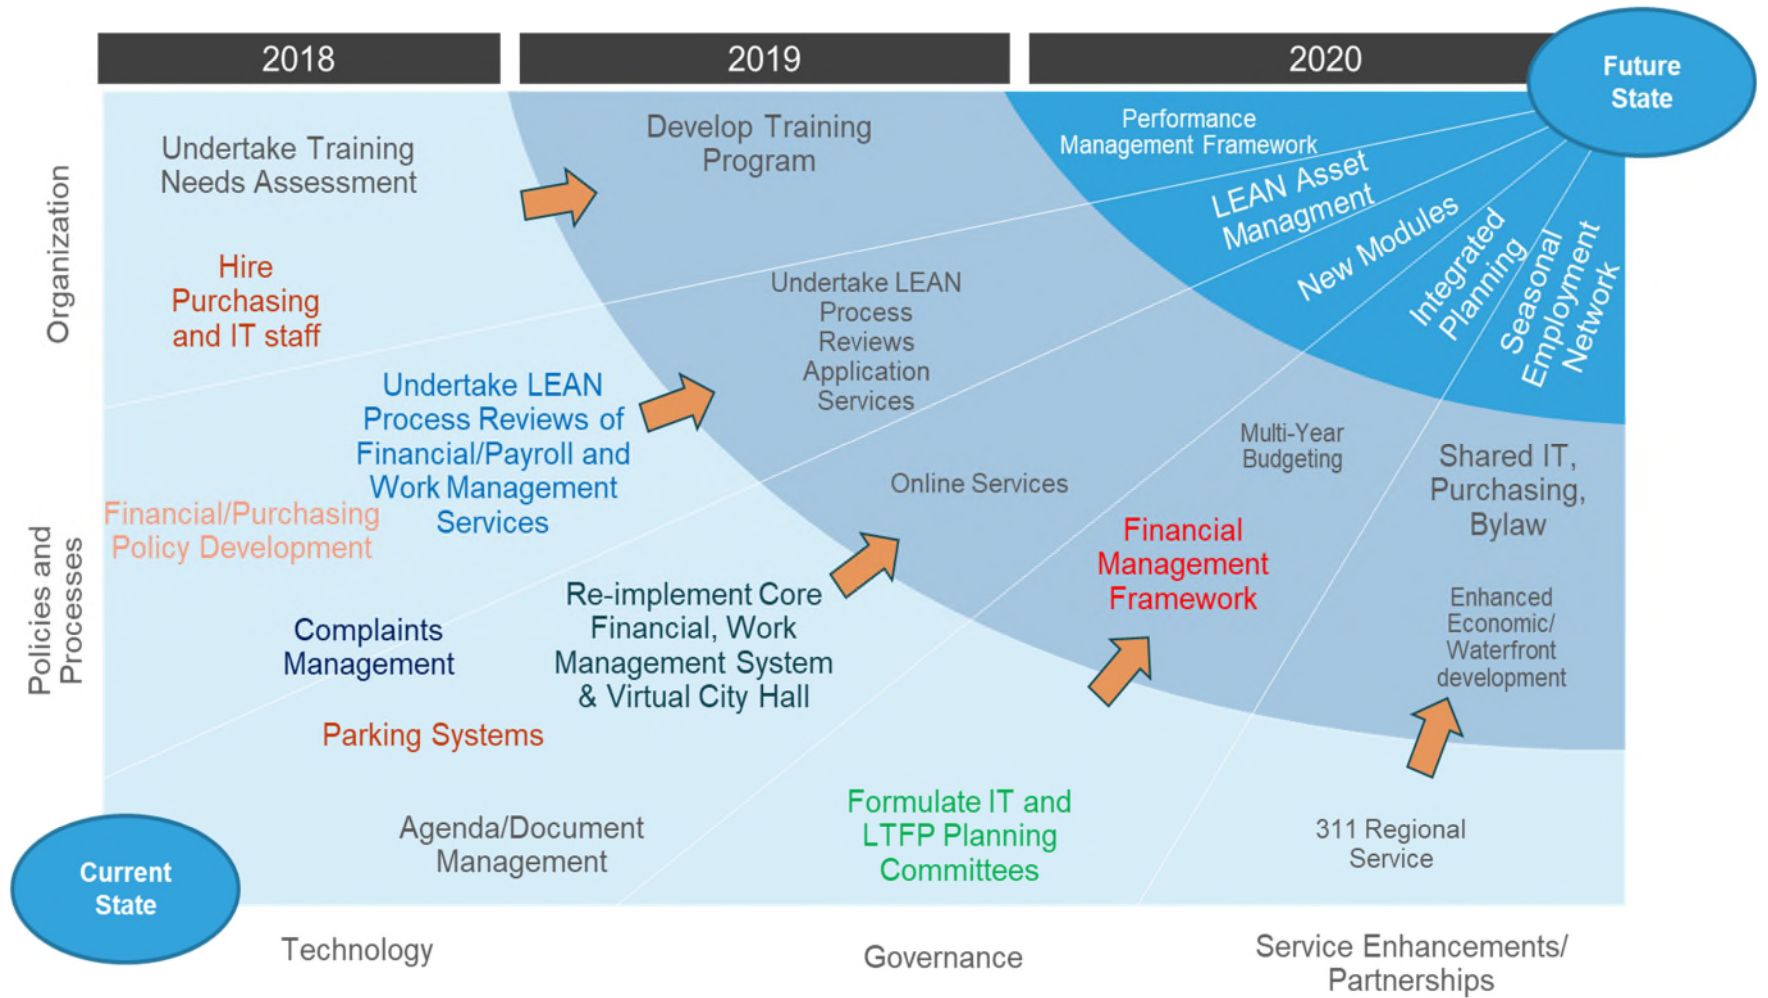 2018
2019
2020
Future
State
Organization
Policies and
Processes
Undertake Training
Needs Assessment
Hire
Purchasing
and IT staff
Develop Training
Program
Performance
Management Framework
Undertake LEAN
Process Reviews of
Financial/Payroll and
Work Management
Services
Financial/Purchasing
Policy Development
Undertake LEAN
Process
Reviews
Application
Services
LEAN Asset
Managment
Complaints
Management
Parking Systems
Agenda/Document
Management
Re-implement Core
Financial, Work
Management System
& Virtual City Hall
Online Services
New Modules
Formulate IT and
LTFP Planning
Committees
Financial
Management
Framework
Multi-Year
Budgeting
Integrated
Planning
311 Regional
Service
Shared IT,
Purchasing,
Bylaw
Enhanced
Economic/
Waterfront
development
Seasonal
Employment
Network
Current
State
Technology
Governance
Service Enhancements/
Partnerships